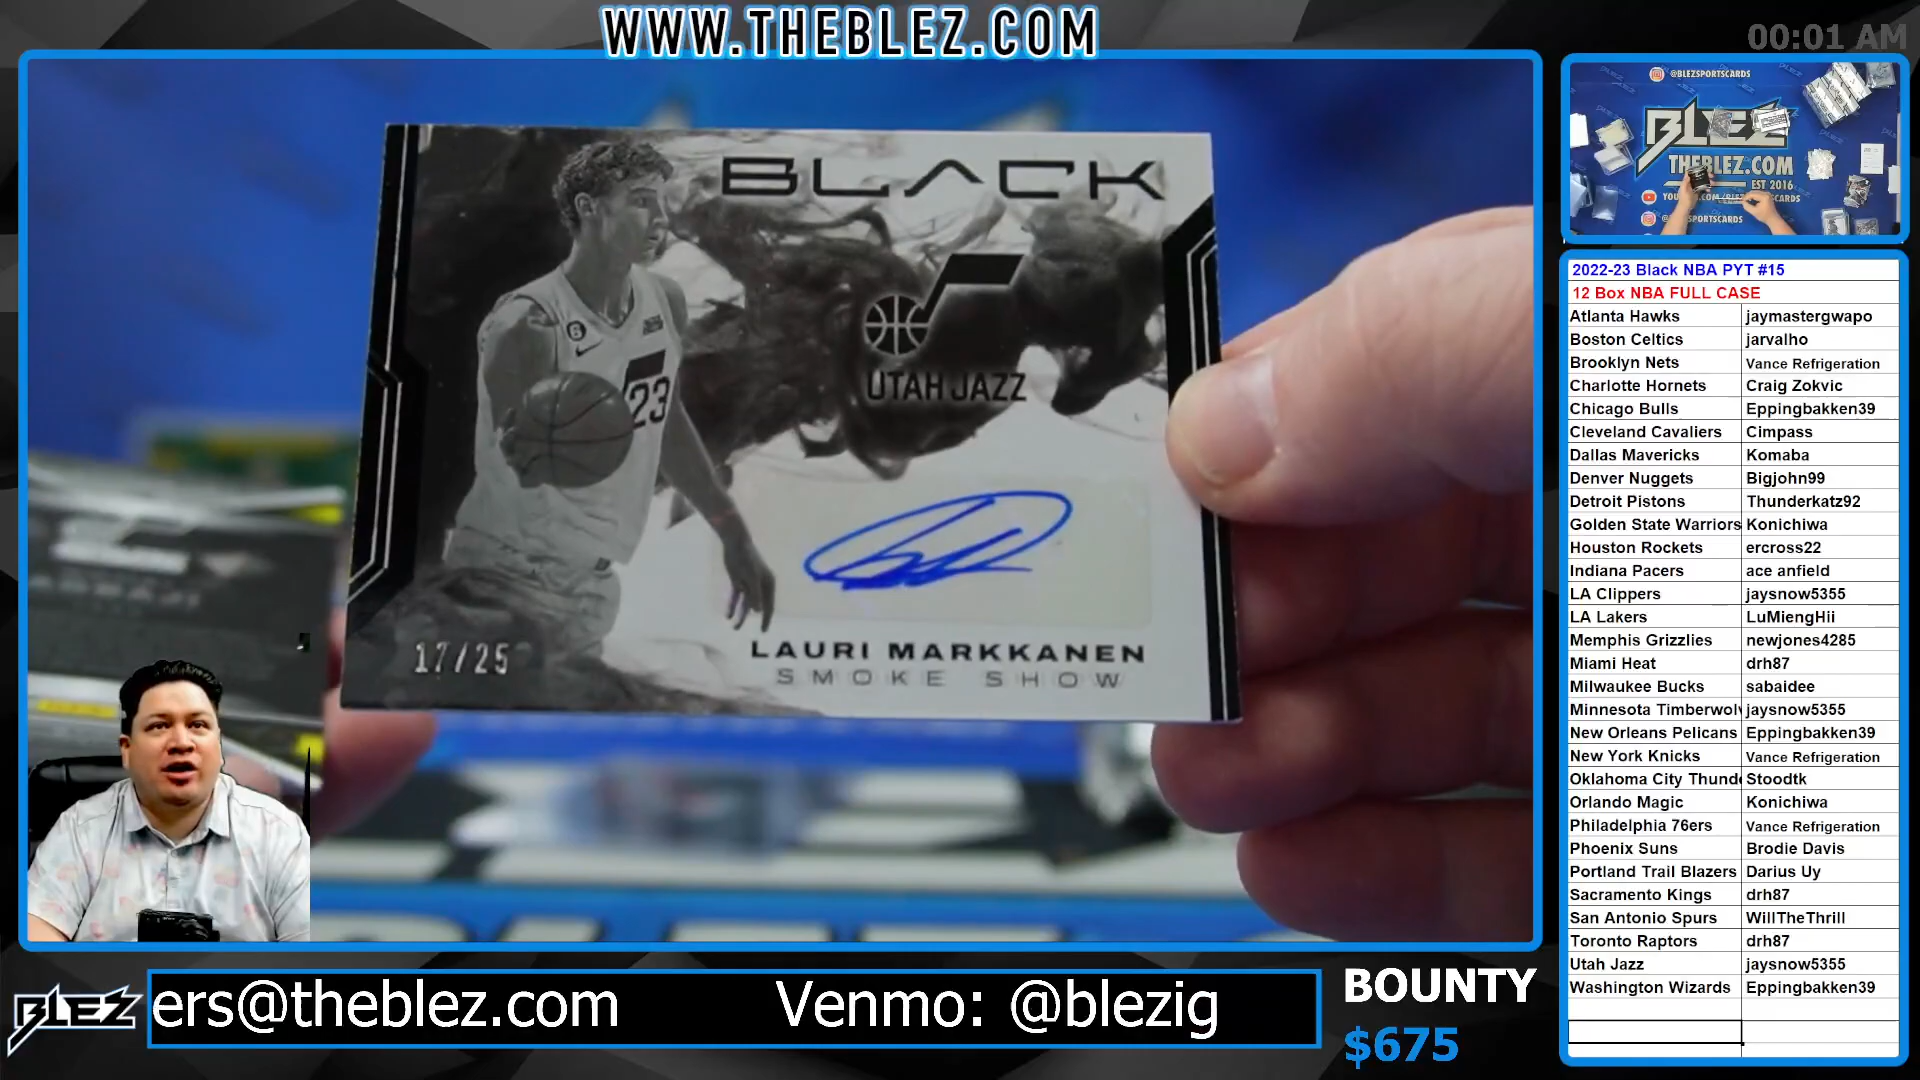 WWW.THEBLEZ.COM
00:01 AM
BLACK
UTAH JAZZ
23
6
17/25
LAURI MARKKANEN
SMOKE SHOW
@BLEZSPORTSCARDS
BLEZ
THEBLEZ.COM
EST 2016
2022-23 Black NBA PYT #15
12 Box NBA FULL CASE
Atlanta Hawks jaymastergwapo
Boston Celtics jarvalho
Brooklyn Nets Vance Refrigeration
Charlotte Hornets Craig Zokvic
Chicago Bulls Eppingbakken39
Cleveland Cavaliers Cimpass
Dallas Mavericks Komaba
Denver Nuggets Bigjohn99
Detroit Pistons Thunderkatz92
Golden State Warriors Konichiwa
Houston Rockets ercross22
Indiana Pacers ace anfield
LA Clippers jaysnow5355
LA Lakers LuMiengHii
Memphis Grizzlies newjones4285
Miami Heat drh87
Milwaukee Bucks sabaidee
Minnesota Timberwol jaysnow5355
New Orleans Pelicans Eppingbakken39
New York Knicks Vance Refrigeration
Oklahoma City Thund Stoodtk
Orlando Magic Konichiwa
Philadelphia 76ers Vance Refrigeration
Phoenix Suns Brodie Davis
Portland Trail Blazers Darius Uy
Sacramento Kings drh87
San Antonio Spurs WillTheThrill
Toronto Raptors drh87
Utah Jazz jaysnow5355
Washington Wizards Eppingbakken39
BLEZ
ers@theblez.com Venmo: @blezig
BOUNTY
$675